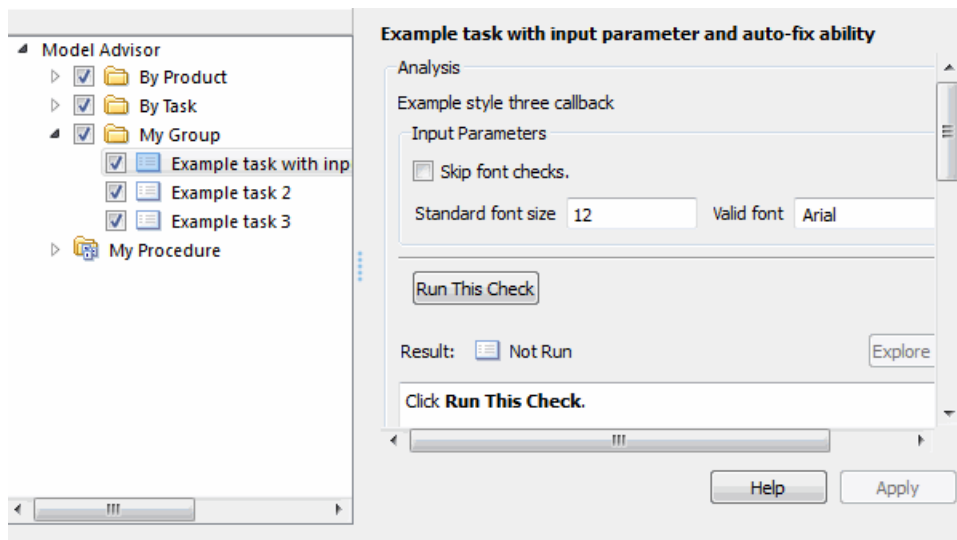 Model Advisor
By Product
By Task
My Group
Example task with inp
Example task 2
Example task 3
My Procedure
Example task with input parameter and auto-fix ability
Analysis
Example style three callback
Input Parameters
Skip font checks.
Standard font size 12 Valid font Arial
Run This Check
Result: Not Run Explore
Click Run This Check.
Help Apply